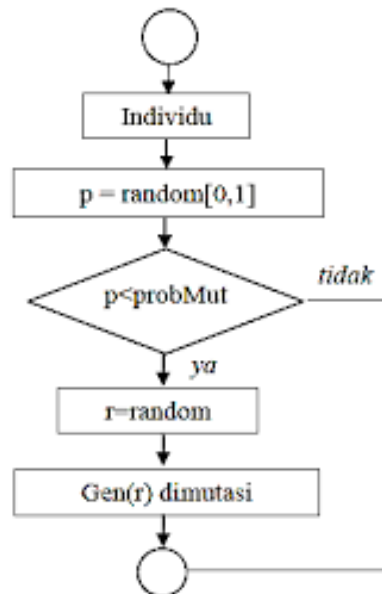 Individu
p = random[0,1]
p<probMut
tidak
ya
r=random
Gen(r) dimutasi